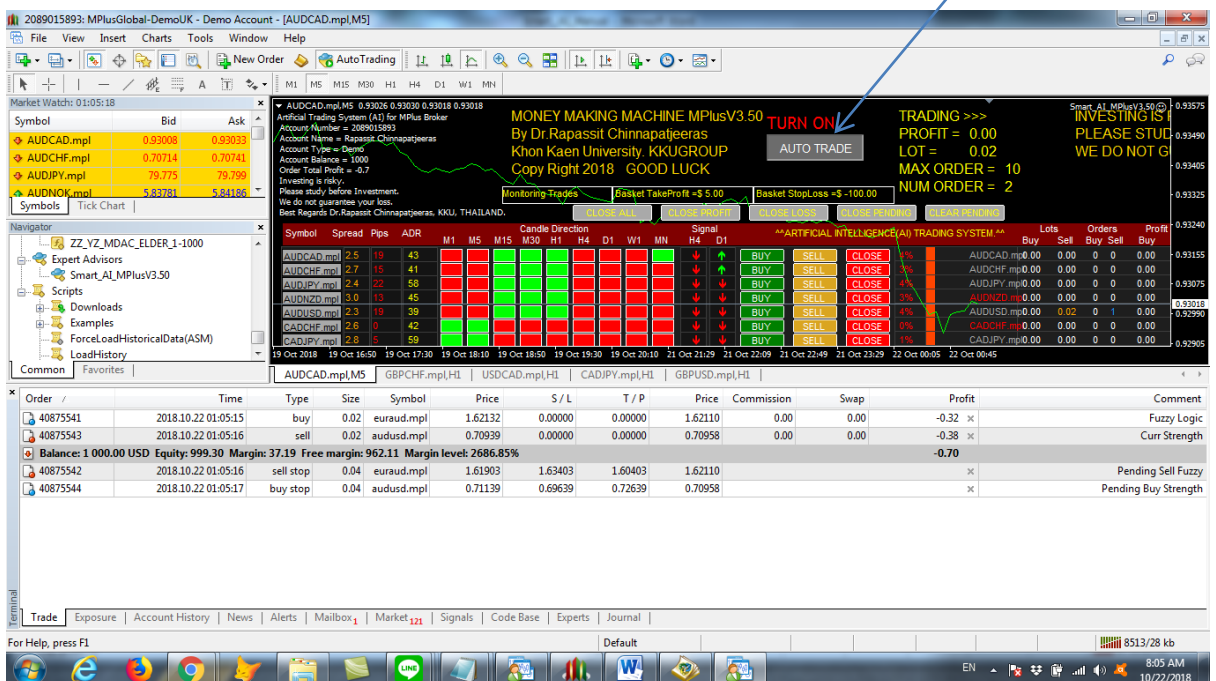 2089015893: MPlusGlobal-DemoUK - Demo Account - [AUDCAD.mpl,M5]
File View Insert Charts Tools Window Help
New Order AutoTrading
A T M1 M5 M15 M30 H1 H4 D1 W1 MN
Market Watch: 01:05:18
Symbol Bid Ask
AUDCAD.mpl 0.93008 0.93033
AUDCHF.mpl 0.70714 0.70741
AUDJPY.mpl 79.775 79.799
AUDNOK.mpl 5.83781 5.84186
Symbols Tick Chart
Navigator
ZZ_YZ_MDAC_ELDER_1-1000
Expert Advisors
Smart_AI_MPlusV3.50
Scripts
Downloads
Examples
ForceLoadHistoricalData(ASM)
LoadHistory
Common Favorites
AUDCAD.mpl,M5 0.93026 0.93030 0.93018 0.93018
Artificial Trading System (AI) for MPlus Broker
Account Number = 2089015893
Account Name = Rapassit Chinnapatjeeras
Account Type = Demo
Account Balance = 1000
Order Total Profit = -0.7
Investing is risky.
Please study before Investment.
We do not guarantee your loss.
Best Regards Dr.Rapassit Chinnapatjeeras, KKU, THAILAND.
MONEY MAKING MACHINE MPlusV3.50
By Dr.Rapassit Chinnapatjeeras
Khon Kaen University. KKUGROUP
Copy Right 2018 GOOD LUCK
TURN ON
AUTO TRADE
TRADING >>>
PROFIT = 0.00
LOT = 0.02
MAX ORDER = 10
NUM ORDER = 2
Smart_AI_MPlusV3.50
INVESTING IS
PLEASE STUD
WE DO NOT G
Monitoring Trades Basket TakeProfit =$ 5.00 Basket StopLoss =$ -100.00
CLOSE ALL CLOSE PROFIT CLOSE LOSS CLOSE PENDING CLEAR PENDING
Symbol Spread Pips ADR Candle Direction Signal ^^ARTIFICIAL INTELLIGENCE(AI) TRADING SYSTEM.^^ Lots Orders Profit
M1 M5 M15 M30 H1 H4 D1 W1 MN H4 D1 Buy Sell Buy Sell Buy
AUDCAD.mpl 2.5 19 43 BUY SELL CLOSE 4% AUDCAD.mpl 0.00 0.00 0 0 0.00
AUDCHF.mpl 2.7 15 41 BUY SELL CLOSE AUDCHF.mpl 0.00 0.00 0 0 0.00
AUDJPY.mpl 2.4 22 58 BUY SELL CLOSE 4% AUDJPY.mpl 0.00 0.00 0 0 0.00
AUDNZD.mpl 3.0 13 45 BUY SELL CLOSE 3% AUDNZD.mpl 0.00 0.00 0 0 0.00
AUDUSD.mpl 2.3 19 39 BUY SELL CLOSE 4% AUDUSD.mpl 0.00 0.02 0 1 0.00
CADCHF.mpl 2.6 0 42 BUY SELL CLOSE 0% CADCHF.mpl 0.00 0.00 0 0 0.00
CADJPY.mpl 2.8 5 59 BUY SELL CLOSE 1% CADJPY.mpl 0.00 0.00 0 0 0.00
0.93575
0.93490
0.93405
0.93325
0.93240
0.93155
0.93075
0.93018
0.92990
0.92905
19 Oct 2018 19 Oct 16:50 19 Oct 17:30 19 Oct 18:10 19 Oct 18:50 19 Oct 19:30 19 Oct 20:10 21 Oct 21:29 21 Oct 22:09 21 Oct 22:49 21 Oct 23:29 22 Oct 00:05 22 Oct 00:45
AUDCAD.mpl,M5 GBPCHF.mpl,H1 USDCAD.mpl,H1 CADJPY.mpl,H1 GBPUSD.mpl,H1
Order Time Type Size Symbol Price S / L T / P Price Commission Swap Profit Comment
40875541 2018.10.22 01:05:15 buy 0.02 euraud.mpl 1.62132 0.00000 0.00000 1.62110 0.00 0.00 -0.32 Fuzzy Logic
40875543 2018.10.22 01:05:16 sell 0.02 audusd.mpl 0.70939 0.00000 0.00000 0.70958 0.00 0.00 -0.38 Curr Strength
Balance: 1 000.00 USD Equity: 999.30 Margin: 37.19 Free margin: 962.11 Margin level: 2686.85% -0.70
40875542 2018.10.22 01:05:16 sell stop 0.04 euraud.mpl 1.61903 1.63403 1.60403 1.62110 Pending Sell Fuzzy
40875544 2018.10.22 01:05:17 buy stop 0.04 audusd.mpl 0.71139 0.69639 0.72639 0.70958 Pending Buy Strength
Terminal
Trade Exposure Account History News Alerts Mailbox 1 Market 121 Signals Code Base Experts Journal
For Help, press F1 Default 8513/28 kb
LINE W EN 8:05 AM
10/22/2018